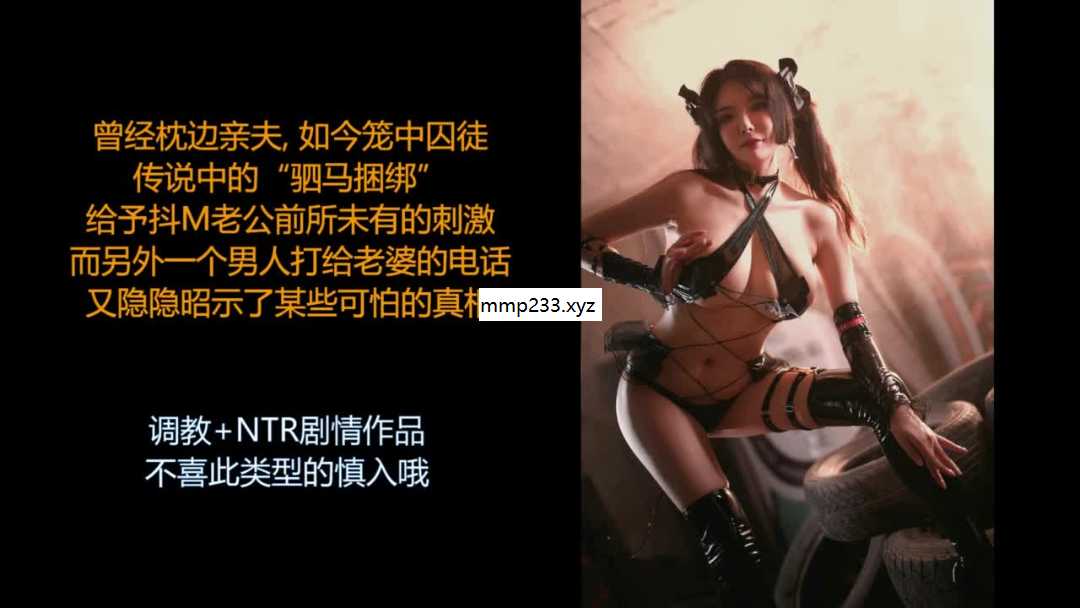 曾经枕边亲夫, 如今笼中囚徒
传说中的“驷马捆绑”
给予抖M老公前所未有的刺激
而另外一个男人打给老婆的电话
又隐隐昭示了某些可怕的真相
mmp233.xyz
调教+NTR剧情作品
不喜此类型的慎入哦